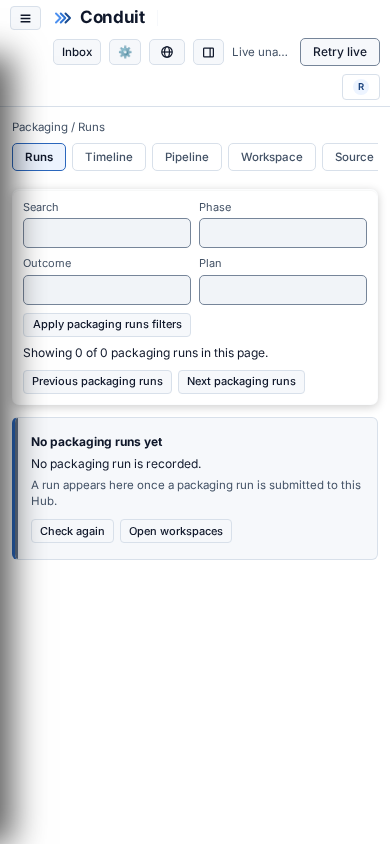 Conduit
Inbox
Live una...
Retry live
R
Packaging / Runs
Runs
Timeline
Pipeline
Workspace
Source
Search
Phase
Outcome
Plan
Apply packaging runs filters
Showing 0 of 0 packaging runs in this page.
Previous packaging runs
Next packaging runs
No packaging runs yet
No packaging run is recorded.
A run appears here once a packaging run is submitted to this
Hub.
Check again
Open workspaces